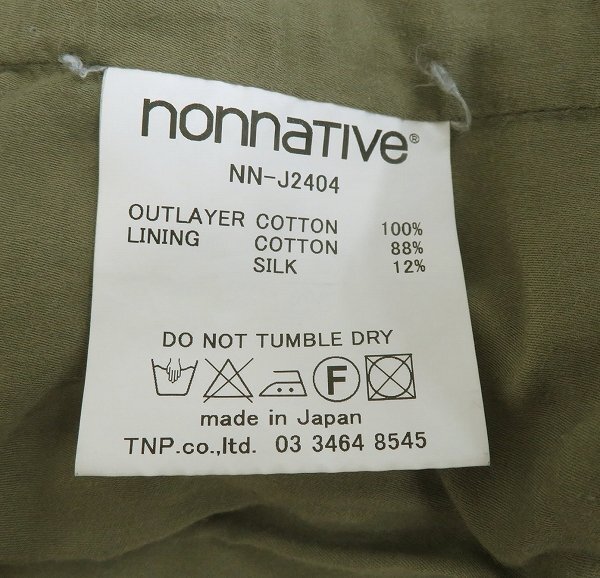 nonnative®
NN-J2404
OUTLAYER COTTON 100%
LINING COTTON 88%
SILK 12%
DO NOT TUMBLE DRY
F
made in Japan
TNP.co.,ltd. 03 3464 8545